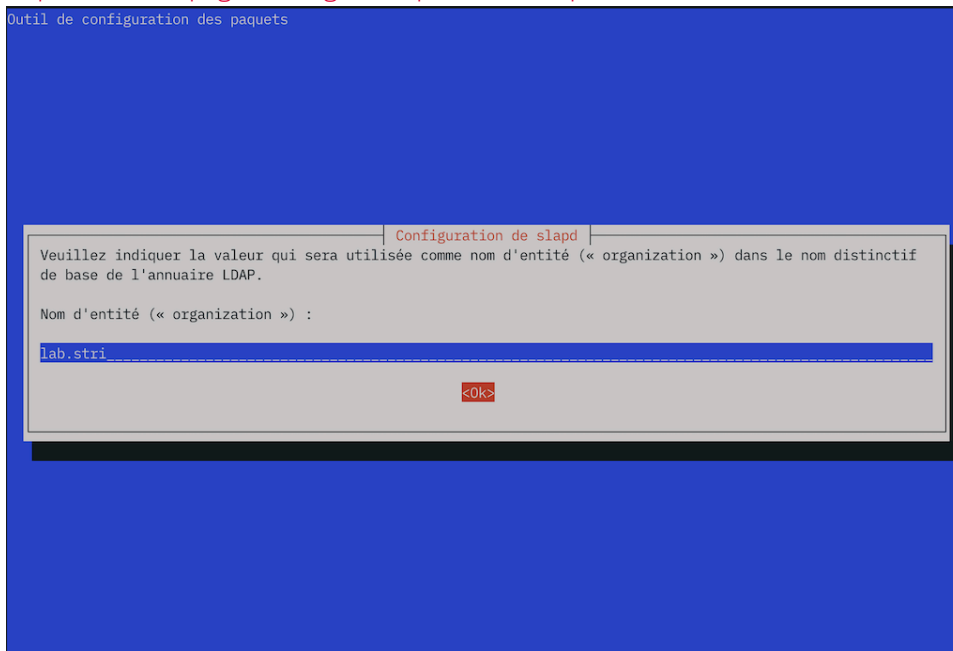 Outil de configuration des paquets
Configuration de slapd
Veuillez indiquer la valeur qui sera utilisée comme nom d'entité (« organization ») dans le nom distinctif
de base de l'annuaire LDAP.
Nom d'entité (« organization ») :
lab.stri
<Ok>